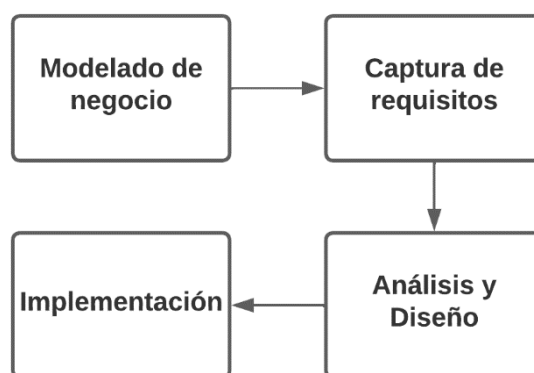 Modelado de
negocio
Captura de
requisitos
Análisis y
Diseño
Implementación